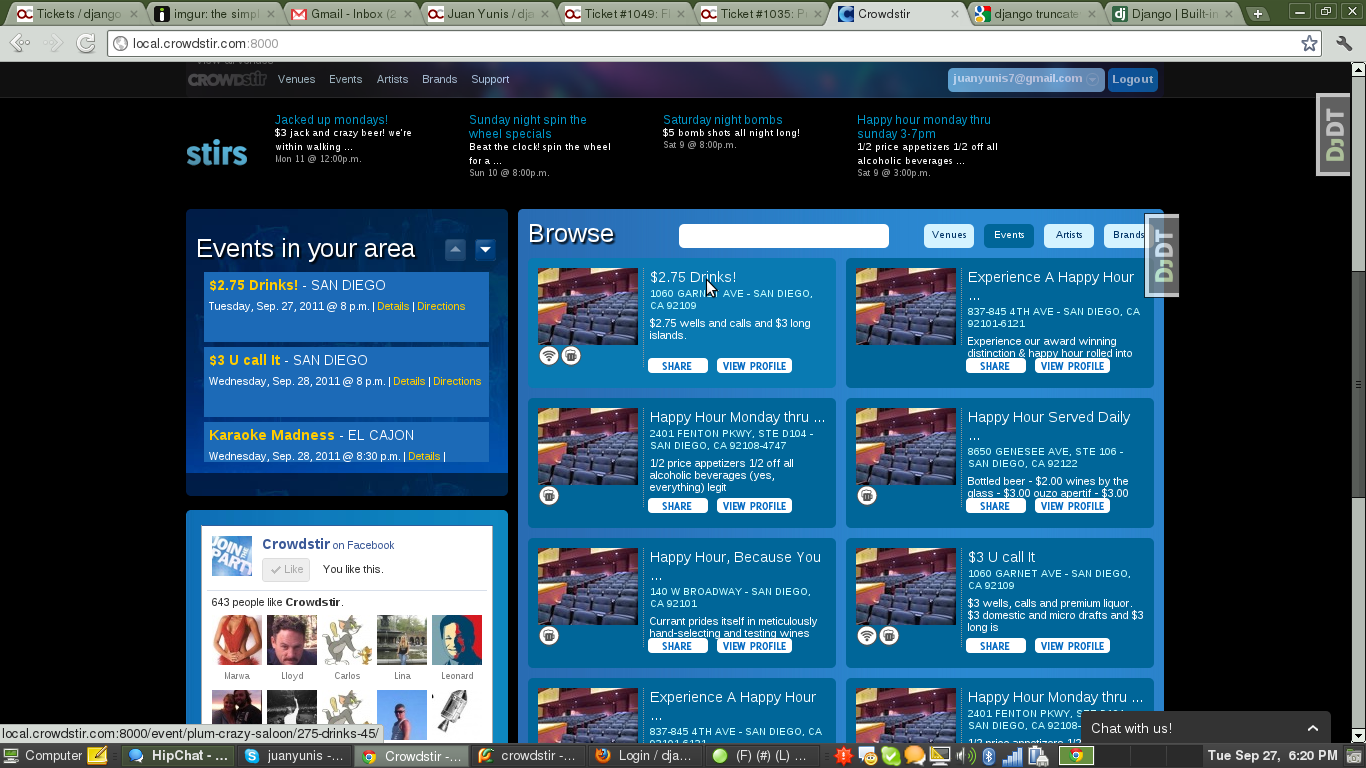 Tickets / django
imgur: the simpl
Gmail - Inbox (2
Juan Yunis / dja
Ticket #1049: Fl
Ticket #1035: P
Crowdstir
django truncate
Django | Built-in
local.crowdstir.com:8000
CROWDstir
Venues
Events
Artists
Brands
Support
juanyunis7@gmail.com
Logout
stirs
Jacked up mondays!
$3 jack and crazy beer! we're
within walking ...
Mon 11 @ 12:00p.m.
Sunday night spin the
wheel specials
Beat the clock! spin the wheel
for a ...
Sun 10 @ 8:00p.m.
Saturday night bombs
$5 bomb shots all night long!
Sat 9 @ 8:00p.m.
Happy hour monday thru
sunday 3-7pm
1/2 price appetizers 1/2 off all
alcoholic beverages ...
Sat 9 @ 3:00p.m.
DJDT
Events in your area
$2.75 Drinks! - SAN DIEGO
Tuesday, Sep. 27, 2011 @ 8 p.m. | Details | Directions
$3 U call It - SAN DIEGO
Wednesday, Sep. 28, 2011 @ 8 p.m. | Details | Directions
Karaoke Madness - EL CAJON
Wednesday, Sep. 28, 2011 @ 8:30 p.m. | Details |
Browse
Venues
Events
Artists
Brands
DJDT
$2.75 Drinks!
1060 GARNET AVE - SAN DIEGO,
CA 92109
$2.75 wells and calls and $3 long
islands.
SHARE
VIEW PROFILE
Experience A Happy Hour
...
837-845 4TH AVE - SAN DIEGO, CA
92101-6121
Experience our award winning
distinction & happy hour rolled into
SHARE
VIEW PROFILE
Happy Hour Monday thru ...
2401 FENTON PKWY, STE D104 -
SAN DIEGO, CA 92108-4747
1/2 price appetizers 1/2 off all
alcoholic beverages (yes,
everything) legit
SHARE
VIEW PROFILE
Happy Hour Served Daily
...
8650 GENESEE AVE, STE 106 -
SAN DIEGO, CA 92122
Bottled beer - $2.00 wines by the
glass - $3.00 ouzo apertif - $3.00
SHARE
VIEW PROFILE
Happy Hour, Because You
...
140 W BROADWAY - SAN DIEGO,
CA 92101
Currant prides itself in meticulously
hand-selecting and testing wines
SHARE
VIEW PROFILE
$3 U call It
1060 GARNET AVE - SAN DIEGO,
CA 92109
$3 wells, calls and premium liquor.
$3 domestic and micro drafts and $3
long is
SHARE
VIEW PROFILE
Experience A Happy Hour
...
837-845 4TH AVE - SAN DIEGO, CA
Happy Hour Monday thru ...
2401 FENTON PKWY,
SAN DIEGO, CA 92108-
JOIN THE PARTY
Crowdstir on Facebook
Like
You like this.
643 people like Crowdstir.
Marwa
Lloyd
Carlos
Lina
Leonard
local.crowdstir.com:8000/event/plum-crazy-saloon/275-drinks-45/
Chat with us!
Computer
HipChat - ...
juanyunis -...
Crowdstir -...
crowdstir -...
Login / dja...
(F) (#) (L) ...
Tue Sep 27, 6:20 PM